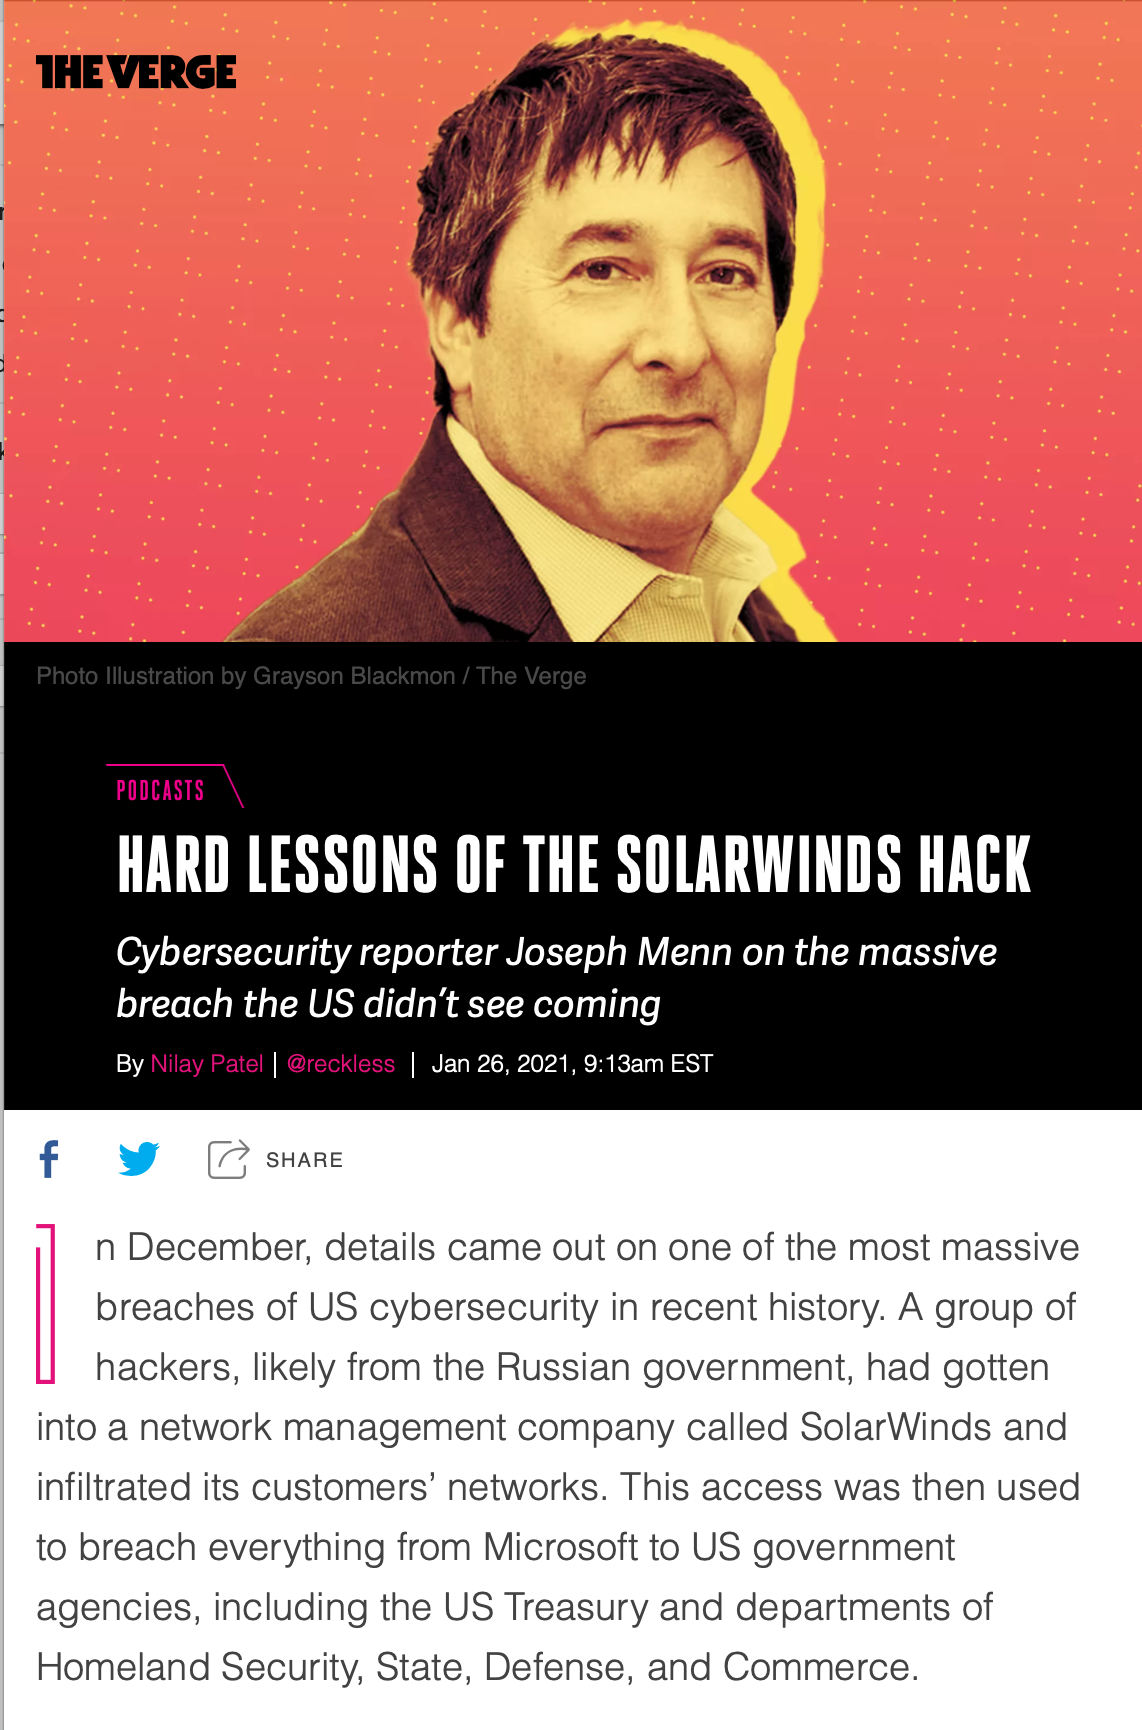 THE VERGE
Photo Illustration by Grayson Blackmon / The Verge
PODCASTS
HARD LESSONS OF THE SOLARWINDS HACK
Cybersecurity reporter Joseph Menn on the massive
breach the US didn’t see coming
By Nilay Patel | @reckless | Jan 26, 2021, 9:13am EST
SHARE
In December, details came out on one of the most massive
breaches of US cybersecurity in recent history. A group of
hackers, likely from the Russian government, had gotten
into a network management company called SolarWinds and
infiltrated its customers’ networks. This access was then used
to breach everything from Microsoft to US government
agencies, including the US Treasury and departments of
Homeland Security, State, Defense, and Commerce.